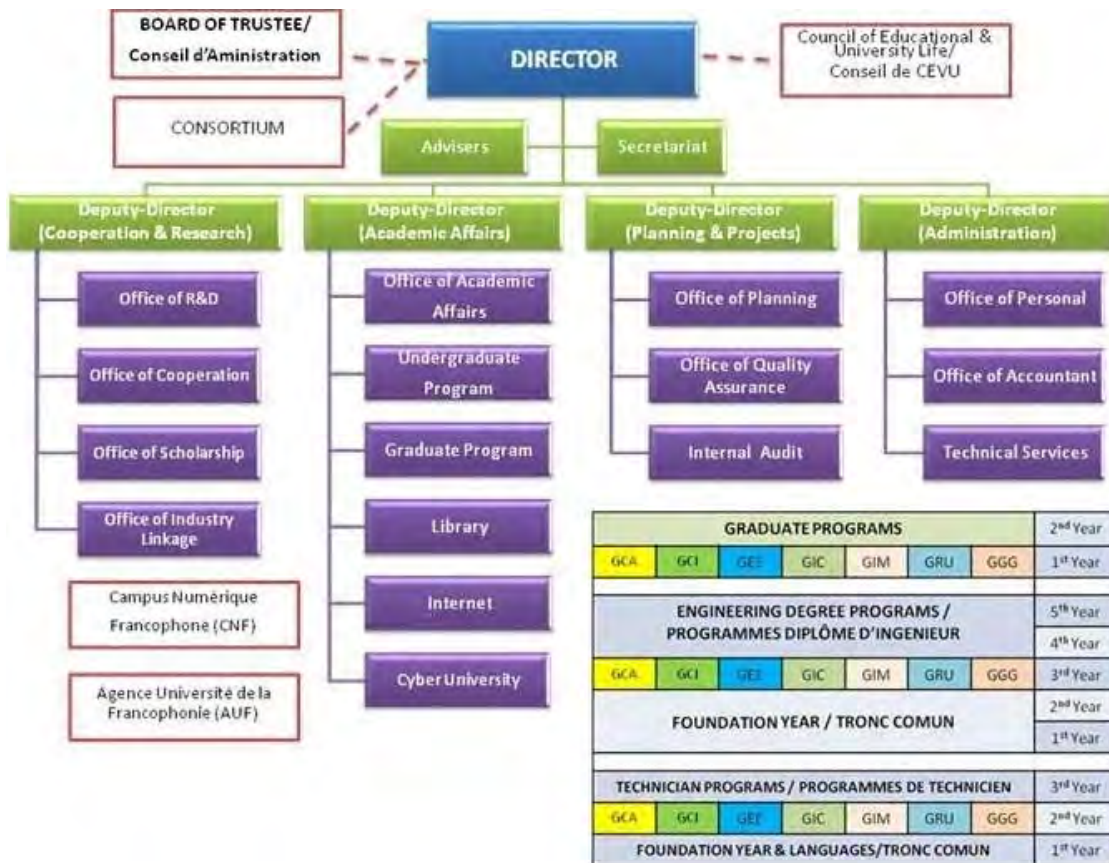 BOARD OF TRUSTEE/
Conseil d'Aministration
DIRECTOR
Council of Educational &
University Life/
Conseil de CEVU
CONSORTIUM
Advisers
Secretariat
Deputy-Director
(Cooperation & Research)
Deputy-Director
(Academic Affairs)
Deputy-Director
(Planning & Projects)
Deputy-Director
(Administration)
Office of R&D
Office of Cooperation
Office of Scholarship
Office of Industry
Linkage
Office of Academic
Affairs
Undergraduate
Program
Graduate Program
Library
Internet
Cyber University
Office of Planning
Office of Quality
Assurance
Internal Audit
Office of Personal
Office of Accountant
Technical Services
Campus Numérique
Francophone (CNF)
Agence Université de la
Francophonie (AUF)
GRADUATE PROGRAMS 2nd Year
GCA GCI GEE GIC GIM GRU GGG 1st Year
ENGINEERING DEGREE PROGRAMS /
PROGRAMMES DIPLÔME D'INGENIEUR
5th Year
4th Year
GCA GCI GEE GIC GIM GRU GGG 3rd Year
FOUNDATION YEAR / TRONC COMUN
2nd Year
1st Year
TECHNICIAN PROGRAMS / PROGRAMMES DE TECHNICIEN 3rd Year
GCA GCI GEE GIC GIM GRU GGG 2nd Year
FOUNDATION YEAR & LANGUAGES/TRONC COMUN 1st Year